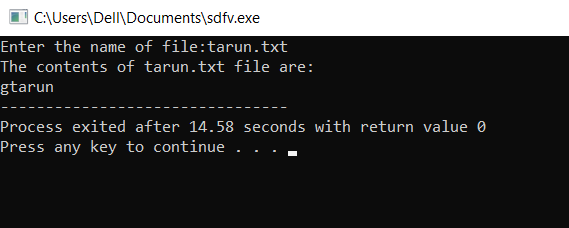 C:\Users\Dell\Documents\sdfv.exe
Enter the name of file:tarun.txt
The contents of tarun.txt file are:
gtarun
--------------------------------
Process exited after 14.58 seconds with return value 0
Press any key to continue . . .